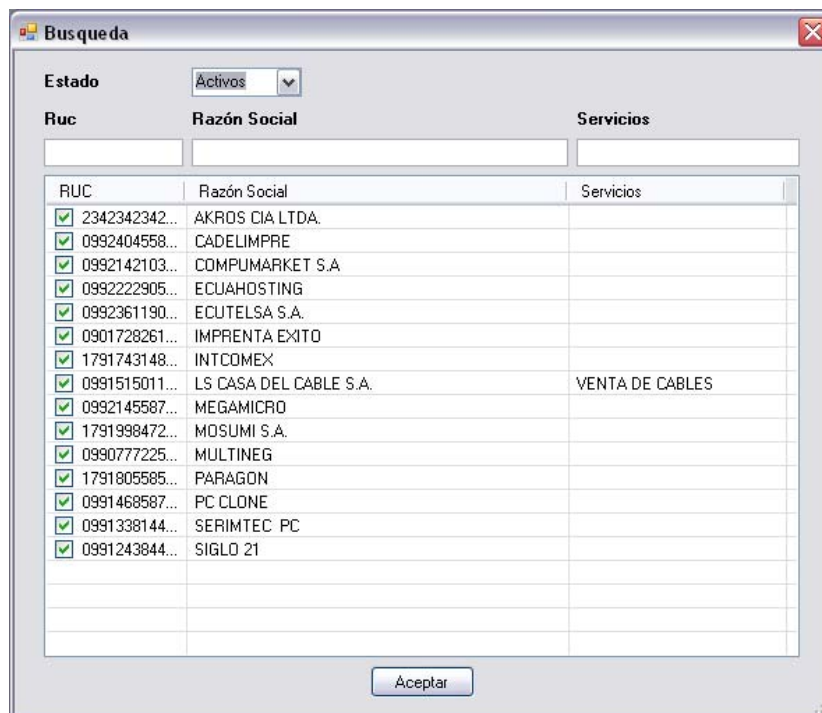 Busqueda
Estado Activos
Ruc Razón Social Servicios
RUC Razón Social Servicios
2342342342... AKROS CIA LTDA.
0992404558... CADELIMPRE
0992142103... COMPUMARKET S.A
0992222905... ECUAHOSTING
0992361190... ECUTELSA S.A.
0901728261... IMPRENTA EXITO
1791743148... INTCOMEX
0991515011... LS CASA DEL CABLE S.A. VENTA DE CABLES
0992145587... MEGAMICRO
1791998472... MOSUMI S.A.
0990777225... MULTINEG
1791805585... PARAGON
0991468587... PC CLONE
0991338144... SERIMTEC PC
0991243844... SIGLO 21
Aceptar